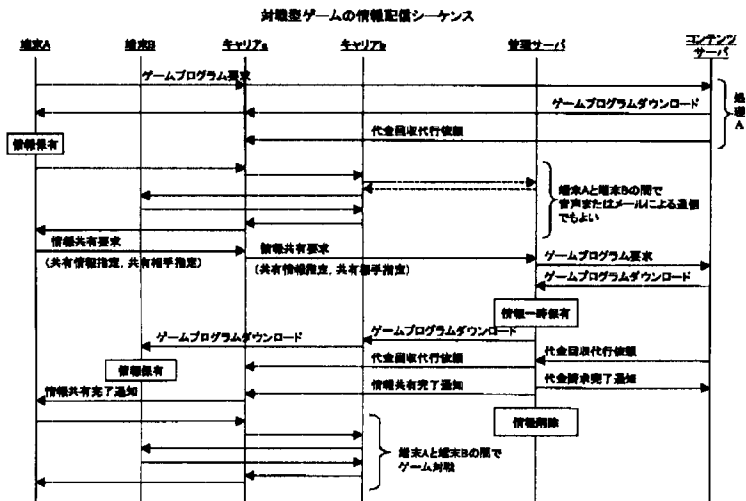 対戦型ゲームの情報配信シーケンス
端末A
端末B
キャリアa
キャリアb
管理サーバ
コンテンツ
サーバ
ゲームプログラム要求
ゲームプログラムダウンロード
処理A
代金回収代行依頼
情報保有
端末Aと端末Bの間で
音声またはメールによる通信
でもよい
情報共有要求
(共有情報指定, 共有相手指定)
情報共有要求
(共有情報指定, 共有相手指定)
ゲームプログラム要求
ゲームプログラムダウンロード
情報一時保有
ゲームプログラムダウンロード
ゲームプログラムダウンロード
代金回収代行依頼
代金回収代行依頼
情報保有
情報共有完了通知
代金請求完了通知
情報共有完了通知
情報削除
端末Aと端末Bの間で
ゲーム対戦